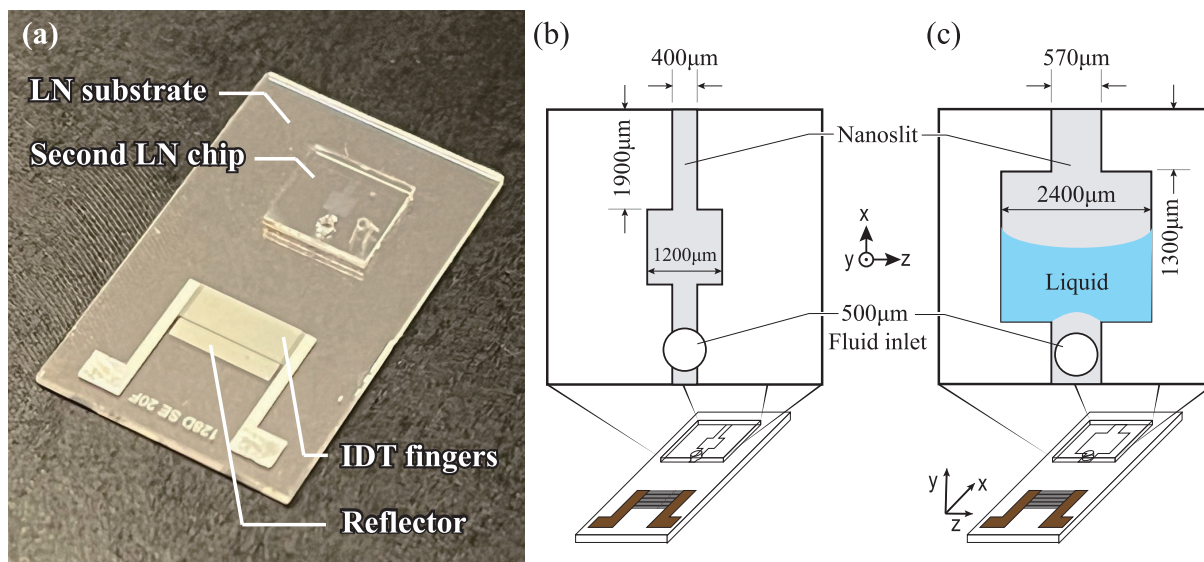 (a)
LN substrate
Second LN chip
128D SE 20F
IDT fingers
Reflector
(b)
400μm
1900μm
1200μm
Nanoslit
x
y
z
500μm
Fluid inlet
(c)
570μm
2400μm
1300μm
Liquid
y
x
z